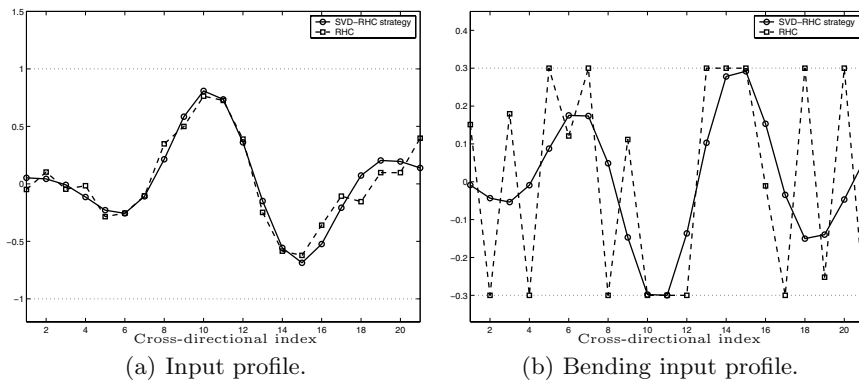 1.5
1
0.5
0
−0.5
−1
2 4 6 8 10 12 14 16 18 20
SVD−RHC strategy
RHC
Cross-directional index
(a) Input profile.
0.4
0.3
0.2
0.1
0
−0.1
−0.2
−0.3
2 4 6 8 10 12 14 16 18 20
SVD−RHC strategy
RHC
Cross-directional index
(b) Bending input profile.